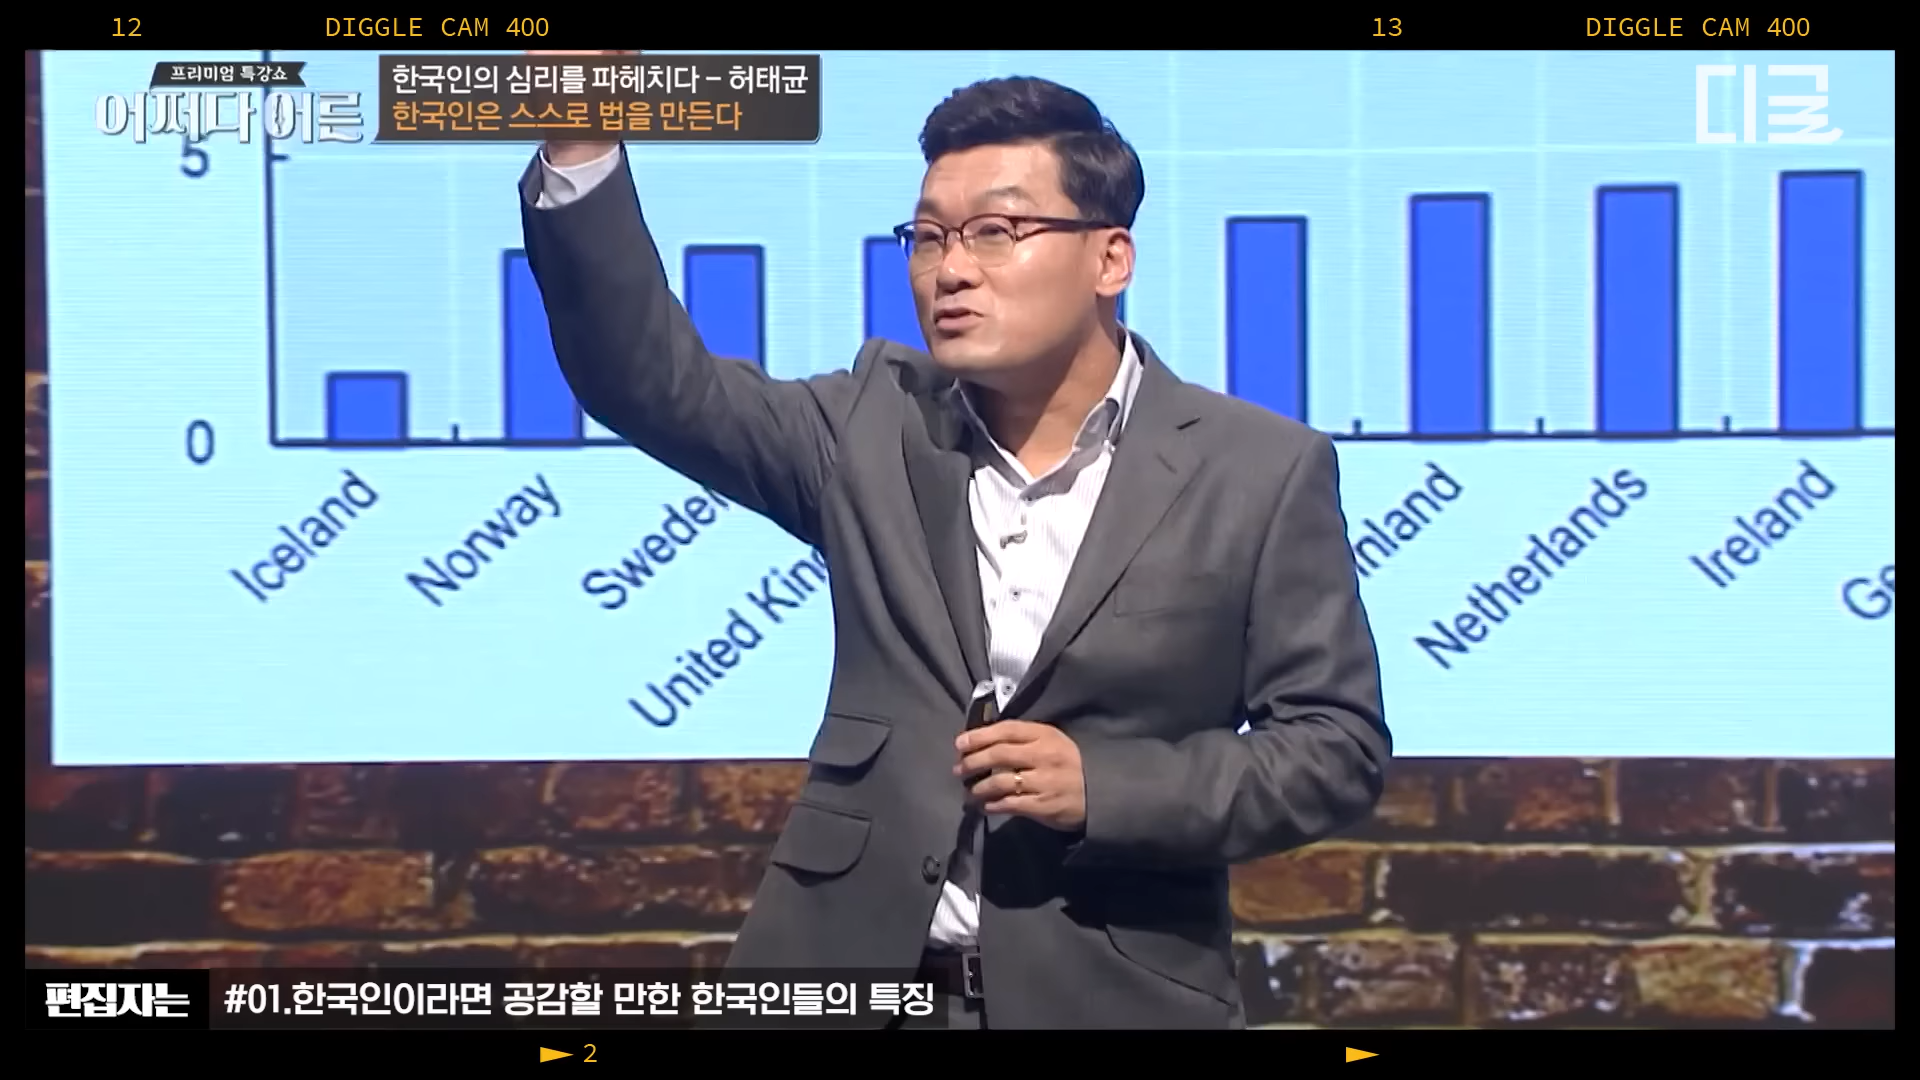 12 DIGGLE CAM 400 13 DIGGLE CAM 400
프리미엄 특강쇼
어쩌다 어른
한국인의 심리를 파헤치다 - 허태균
한국인은 스스로 법을 만든다
디글
5
0
Iceland
Norway
Sweden
United
Netherlands
Ireland
편집자는
#01.한국인이라면 공감할 만한 한국인들의 특징
2